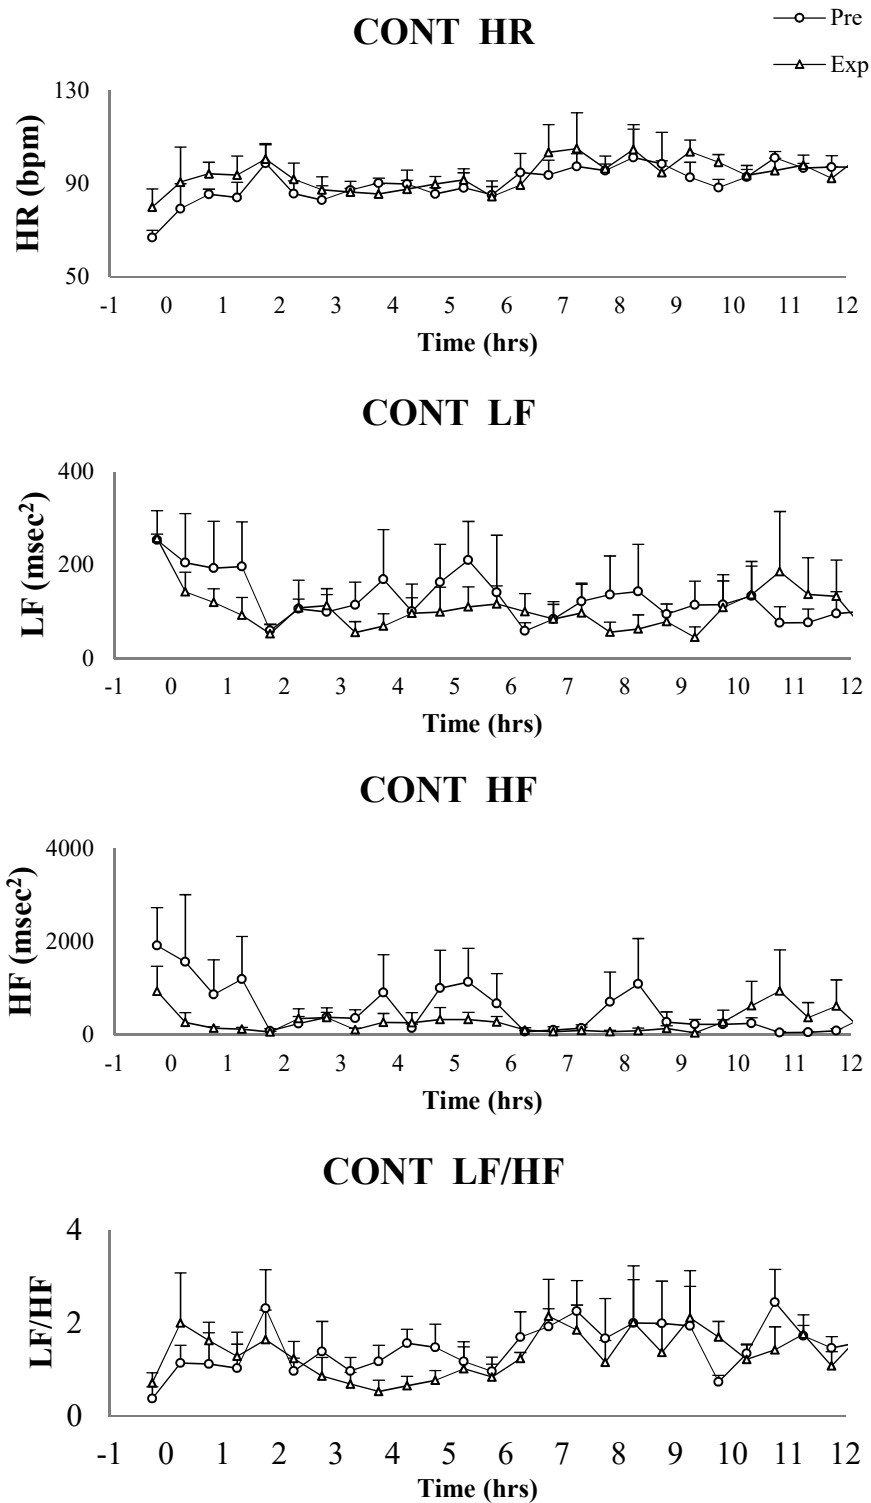 CONT HR
Pre
Exp
130
90
50
HR (bpm)
-1 0 1 2 3 4 5 6 7 8 9 10 11 12
Time (hrs)
CONT LF
400
200
0
LF (msec²)
-1 0 1 2 3 4 5 6 7 8 9 10 11 12
Time (hrs)
CONT HF
4000
2000
0
HF (msec²)
-1 0 1 2 3 4 5 6 7 8 9 10 11 12
Time (hrs)
CONT LF/HF
4
2
0
LF/HF
-1 0 1 2 3 4 5 6 7 8 9 10 11 12
Time (hrs)